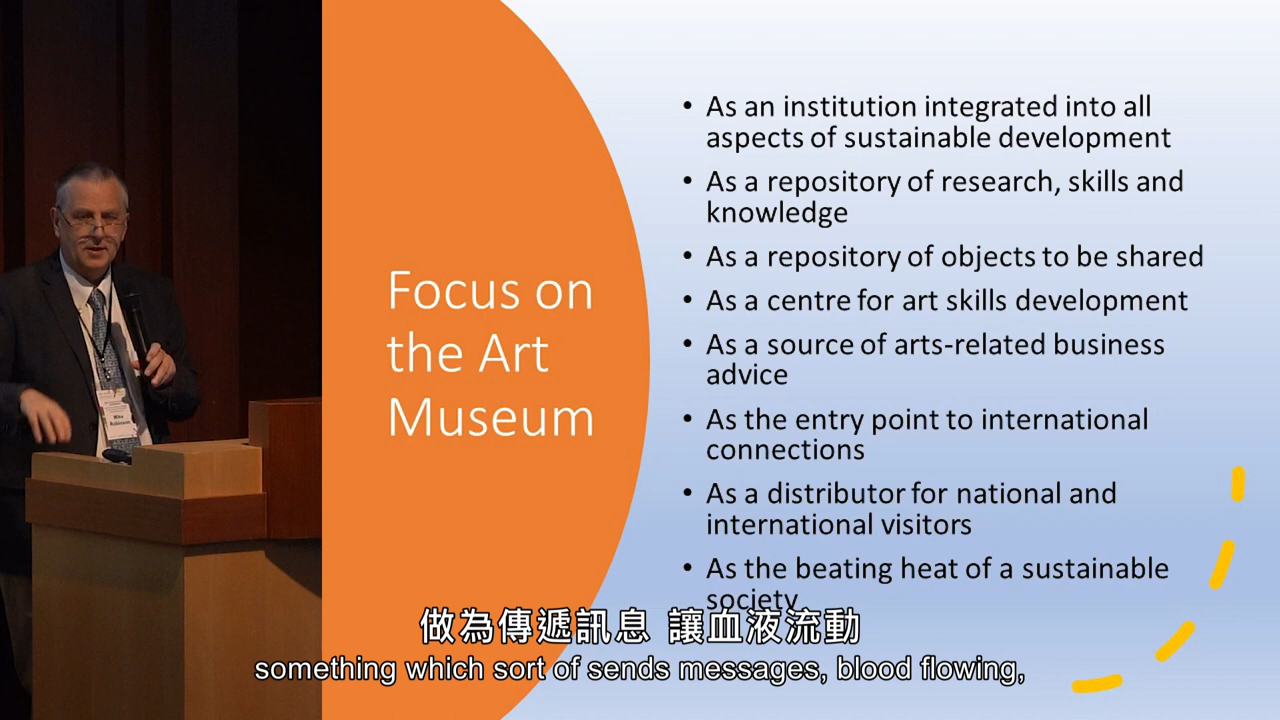 Focus on
the Art
Museum
• As an institution integrated into all
aspects of sustainable development
• As a repository of research, skills and
knowledge
• As a repository of objects to be shared
• As a centre for art skills development
• As a source of arts-related business
advice
• As the entry point to international
connections
• As a distributor for national and
international visitors
• As the beating heat of a sustainable
society
做為傳遞訊息 讓血液流動
something which sort of sends messages, blood flowing,
Mike
Robinson